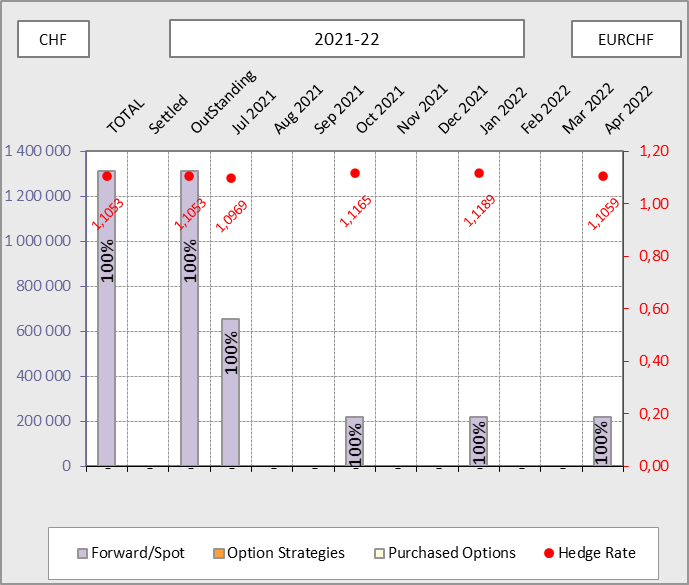 CHF 2021-22 EURCHF
TOTAL Settled OutStanding Jul 2021 Aug 2021 Sep 2021 Oct 2021 Nov 2021 Dec 2021 Jan 2022 Feb 2022 Mar 2022 Apr 2022
1 400 000 1,20
1 200 000 1,00
1 000 000 0,80
800 000 0,60
600 000 0,40
400 000 0,20
200 000 0,00
0
1,1053 1,1053 1,0969 1,1165 1,1189 1,1059
100% 100% 100% 100% 100% 100%
- - - - - - - - - - - - -
Forward/Spot Option Strategies Purchased Options Hedge Rate